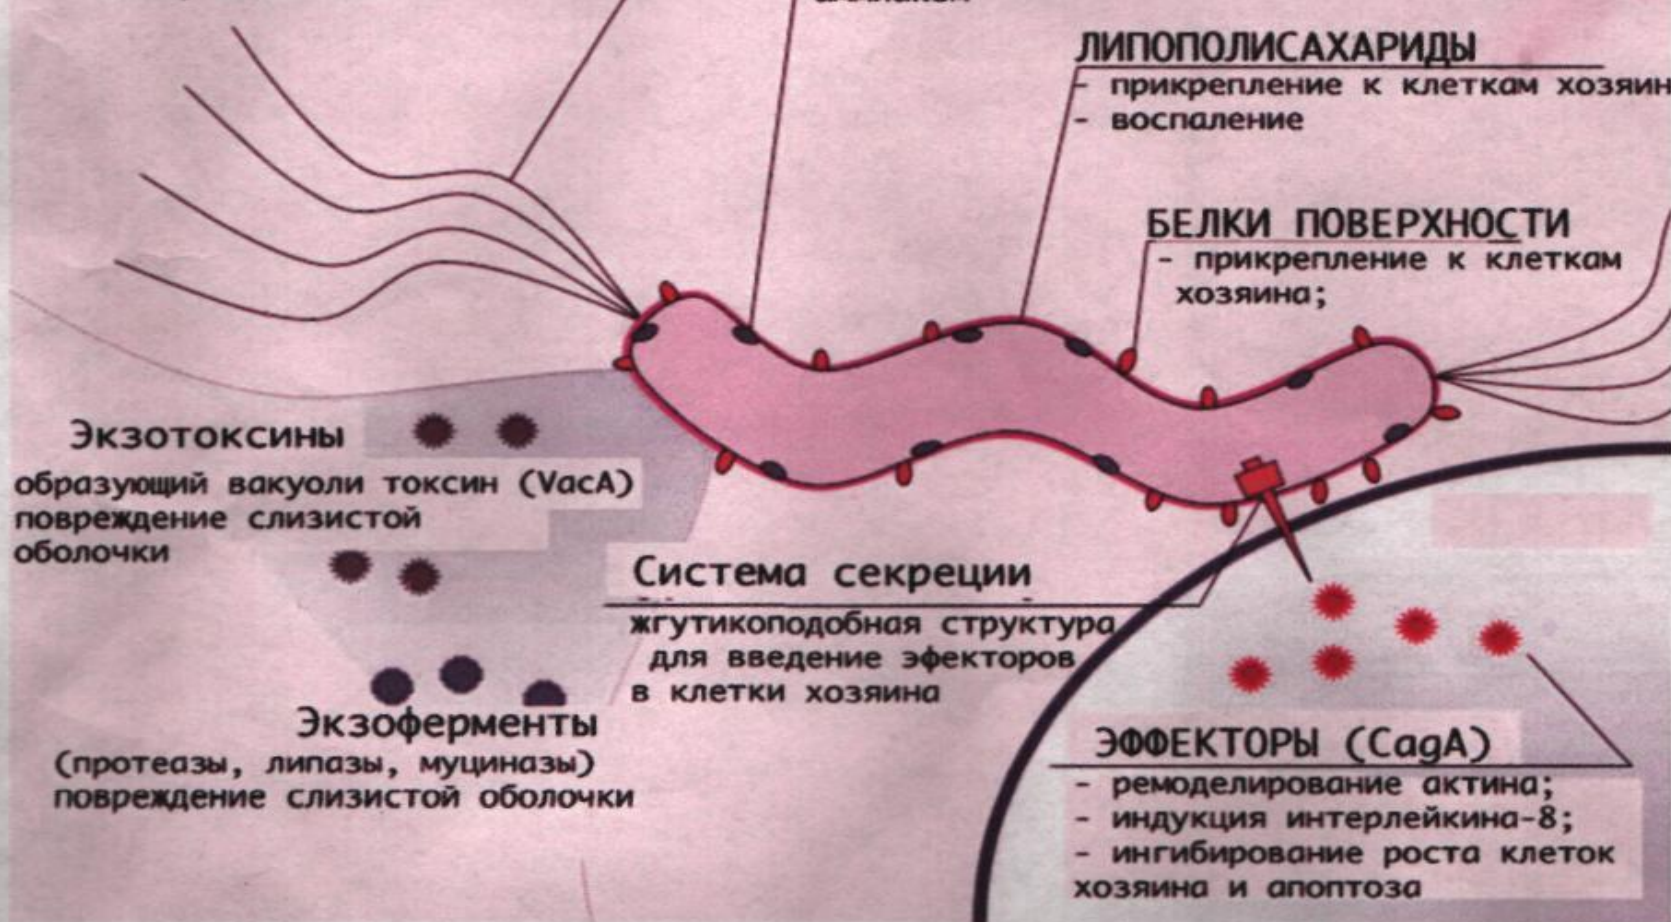 ЛИПОПОЛИСАХАРИДЫ
- прикрепление к клеткам хозяин
- воспаление
БЕЛКИ ПОВЕРХНОСТИ
- прикрепление к клеткам
хозяина;
Экзотоксины
образующий вакуоли токсин (VacA)
повреждение слизистой
оболочки
Система секреции
жгутикоподобная структура
для введение эфекторов
в клетки хозяина
Экзоферменты
(протеазы, липазы, муциназы)
повреждение слизистой оболочки
ЭФФЕКТОРЫ (CagA)
- ремоделирование актина;
- индукция интерлейкина-8;
- ингибирование роста клеток
хозяина и апоптоза